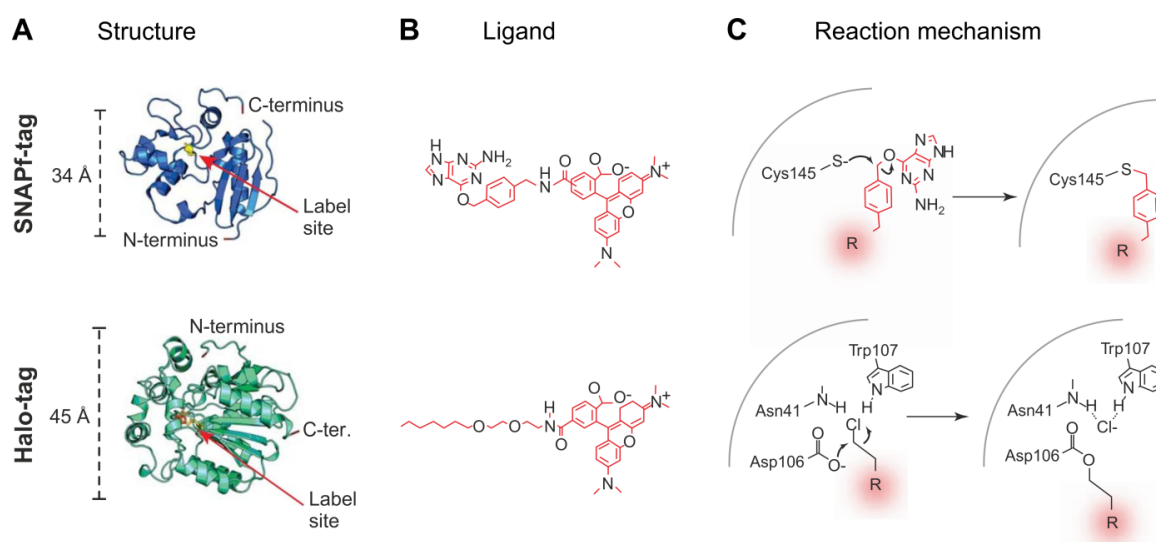 A Structure
B Ligand
C Reaction mechanism
SNAPf-tag
34 Å
C-terminus
Label
site
N-terminus
H
N
N
N
N
NH₂
O
H
N
O
O
O-
N+
O
N
Cys145
S-
O
N
N
NH
N
N
NH₂
R
Cys145
S
R
Halo-tag
45 Å
N-terminus
C-ter.
Label
site
O
O
H
N
O
O
O-
N+
O
N
Trp107
Asn41
N
H
H
N
Cl
O
Asp106
O-
R
Trp107
Asn41
N
H
H
N
Cl-
O
Asp106
O
R